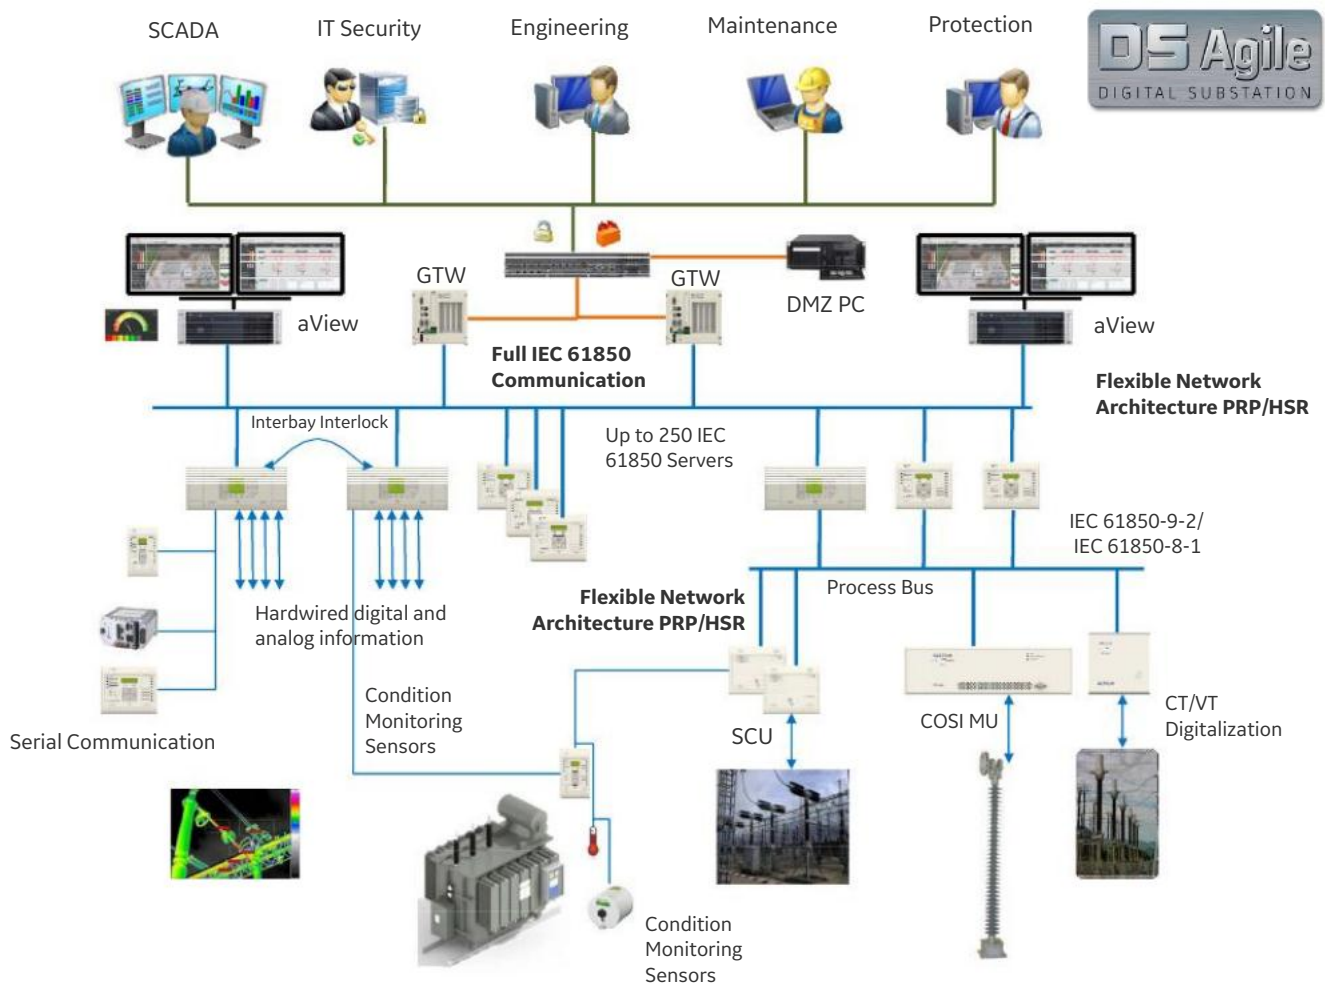 SCADA
IT Security
Engineering
Maintenance
Protection
DS Agile
DIGITAL SUBSTATION
GTW
GTW
DMZ PC
aView
aView
Full IEC 61850
Communication
Flexible Network
Architecture PRP/HSR
Interbay Interlock
Up to 250 IEC
61850 Servers
IEC 61850-9-2/
IEC 61850-8-1
Process Bus
Flexible Network
Architecture PRP/HSR
Hardwired digital and
analog information
Condition
Monitoring
Sensors
Serial Communication
SCU
COSI MU
CT/VT
Digitalization
Condition
Monitoring
Sensors